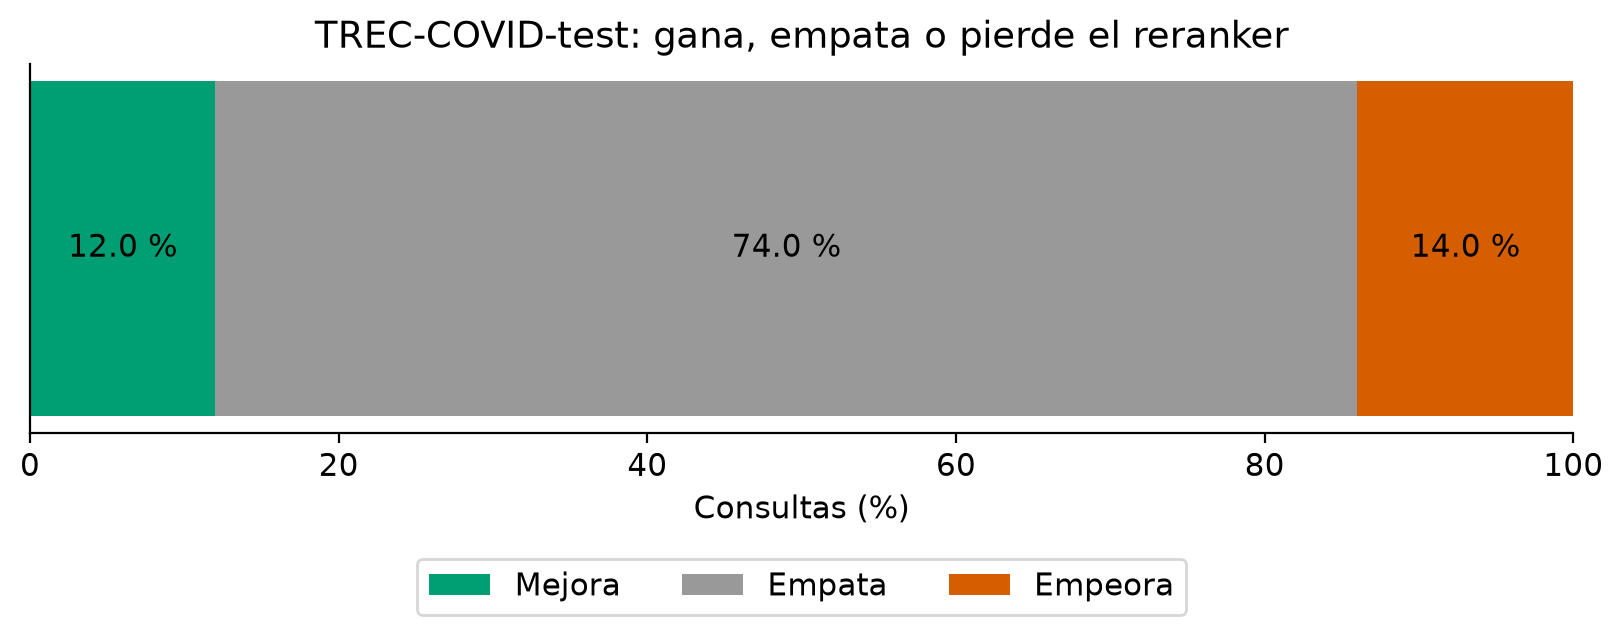 TREC-COVID-test: gana, empata o pierde el reranker
12.0 % 74.0 % 14.0 %
0 20 40 60 80 100
Consultas (%)
Mejora Empata Empeora